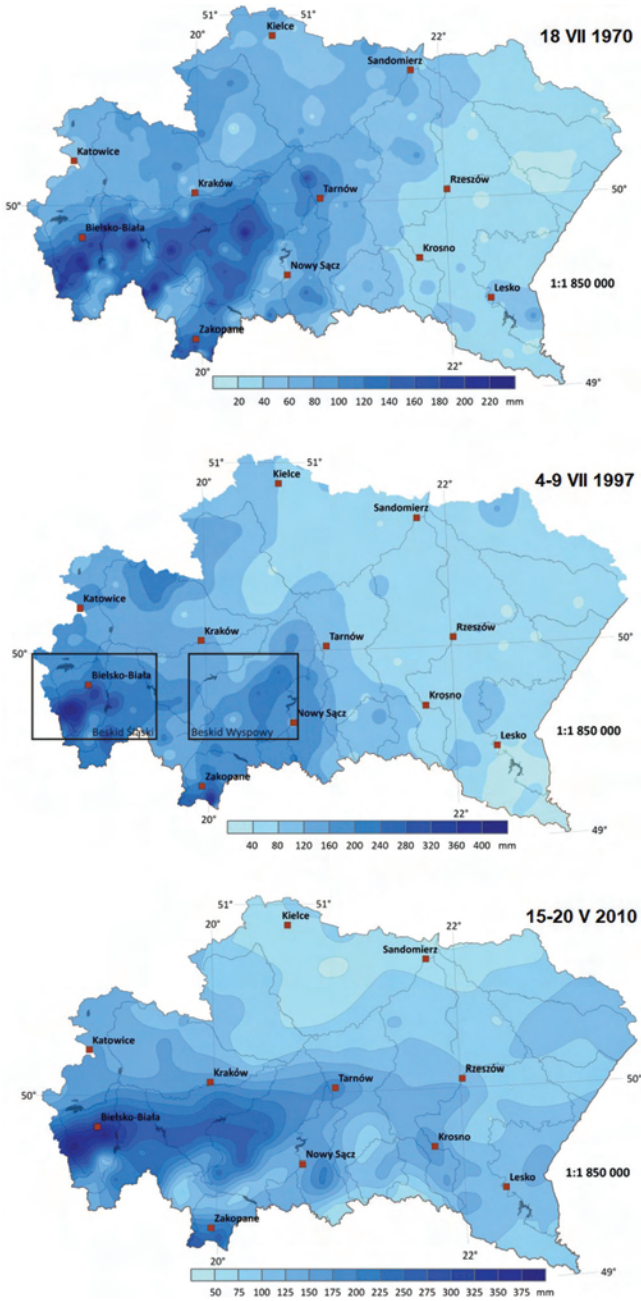 18 VII 1970
51°
20°
22°
Kielce
Sandomierz
Katowice
Kraków
Tarnów
Rzeszów
50°
50°
Bielsko-Biała
Krosno
Nowy Sącz
1:1 850 000
Lesko
Zakopane
20°
22°
49°
20 40 60 80 100 120 140 160 180 200 220 mm
4-9 VII 1997
51° 51°
20°
22°
Kielce
Sandomierz
Katowice
Kraków
Tarnów
Rzeszów
50°
50°
Bielsko-Biała
Krosno
Nowy Sącz
Beskid Śląski
Beskid Wyspowy
1:1 850 000
Lesko
Zakopane
20°
22°
49°
40 80 120 160 200 240 280 320 360 400 mm
15-20 V 2010
51° 51°
20°
22°
Kielce
Sandomierz
Katowice
Kraków
Tarnów
Rzeszów
50°
50°
Bielsko-Biała
Krosno
Nowy Sącz
1:1 850 000
Lesko
Zakopane
20°
22°
49°
50 75 100 125 150 175 200 225 250 275 300 325 350 375 mm